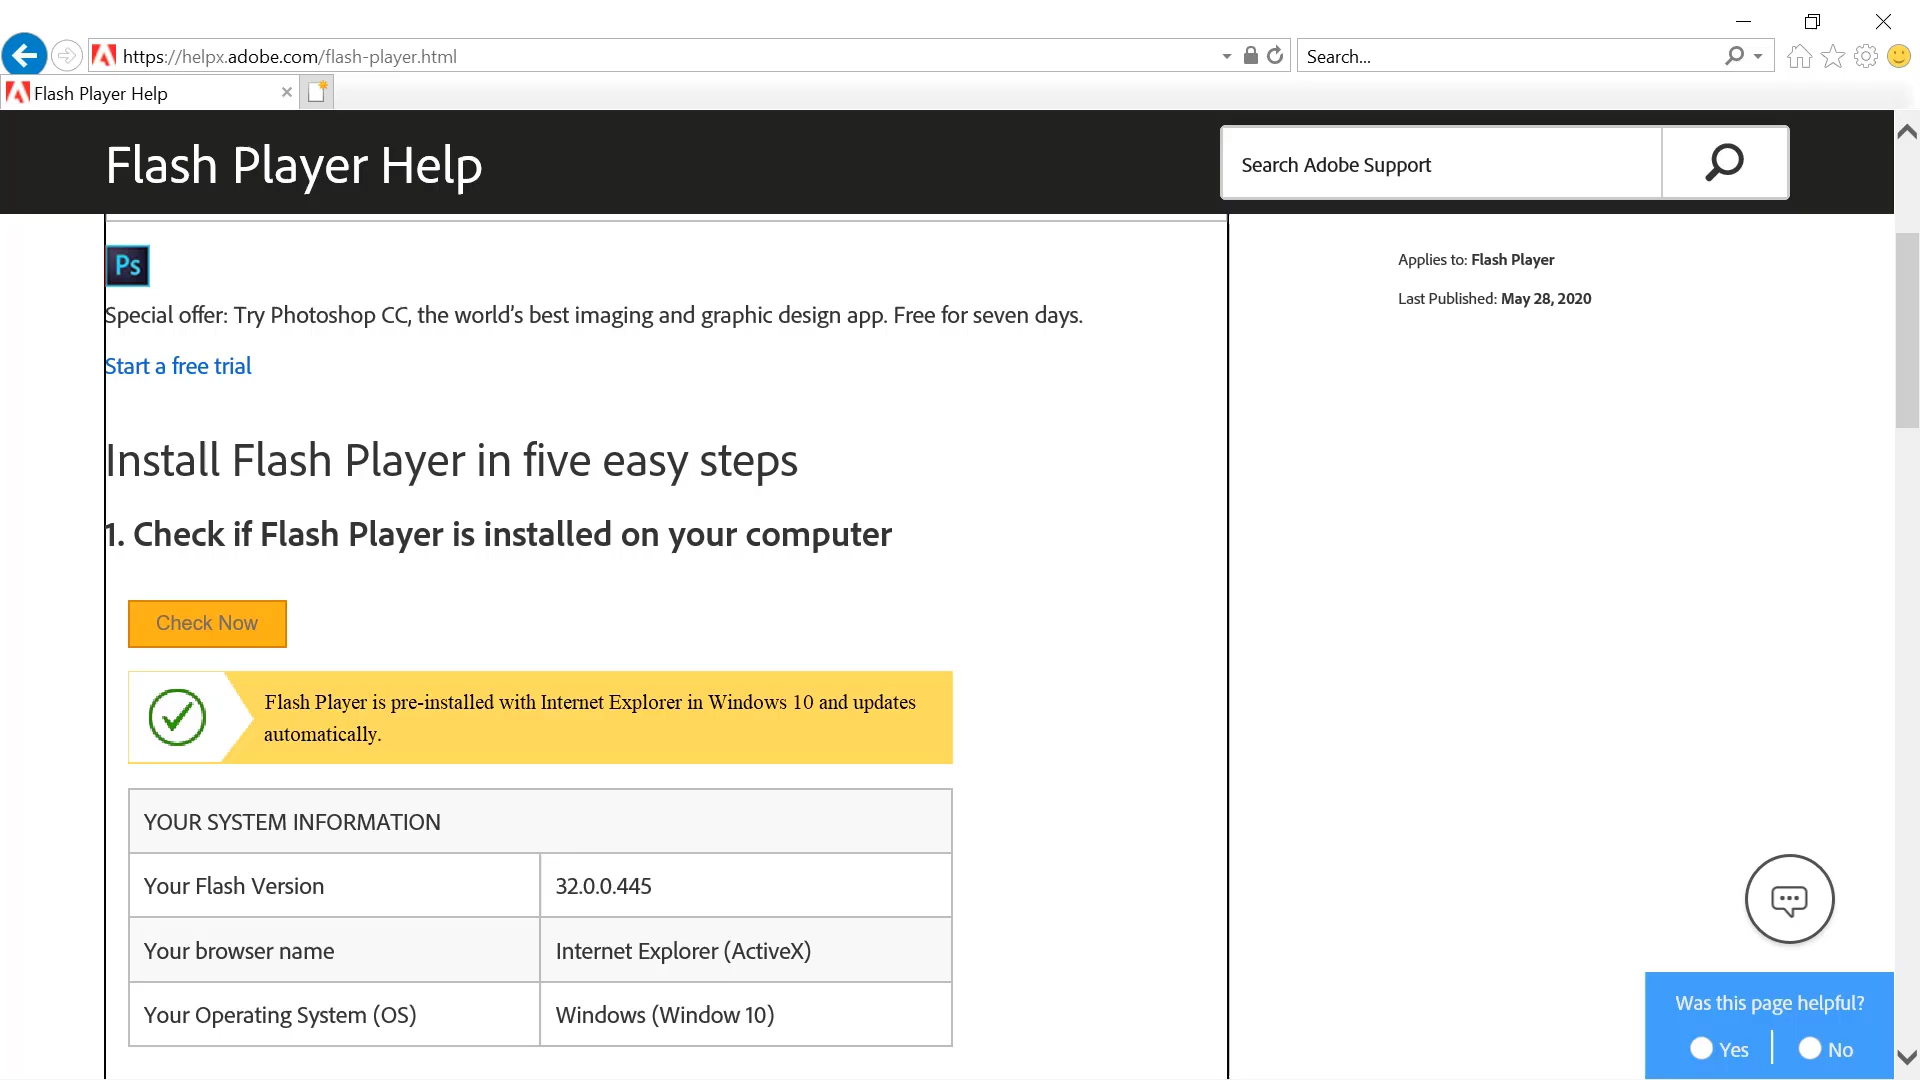 https://helpx.adobe.com/flash-player.html
Search...
Flash Player Help
Flash Player Help
Search Adobe Support
Ps
Special offer: Try Photoshop CC, the world’s best imaging and graphic design app. Free for seven days.
Start a free trial
Applies to: Flash Player
Last Published: May 28, 2020
Install Flash Player in five easy steps
1. Check if Flash Player is installed on your computer
Check Now
Flash Player is pre-installed with Internet Explorer in Windows 10 and updates
automatically.
YOUR SYSTEM INFORMATION
Your Flash Version 32.0.0.445
Your browser name Internet Explorer (ActiveX)
Your Operating System (OS) Windows (Window 10)
Was this page helpful?
Yes No